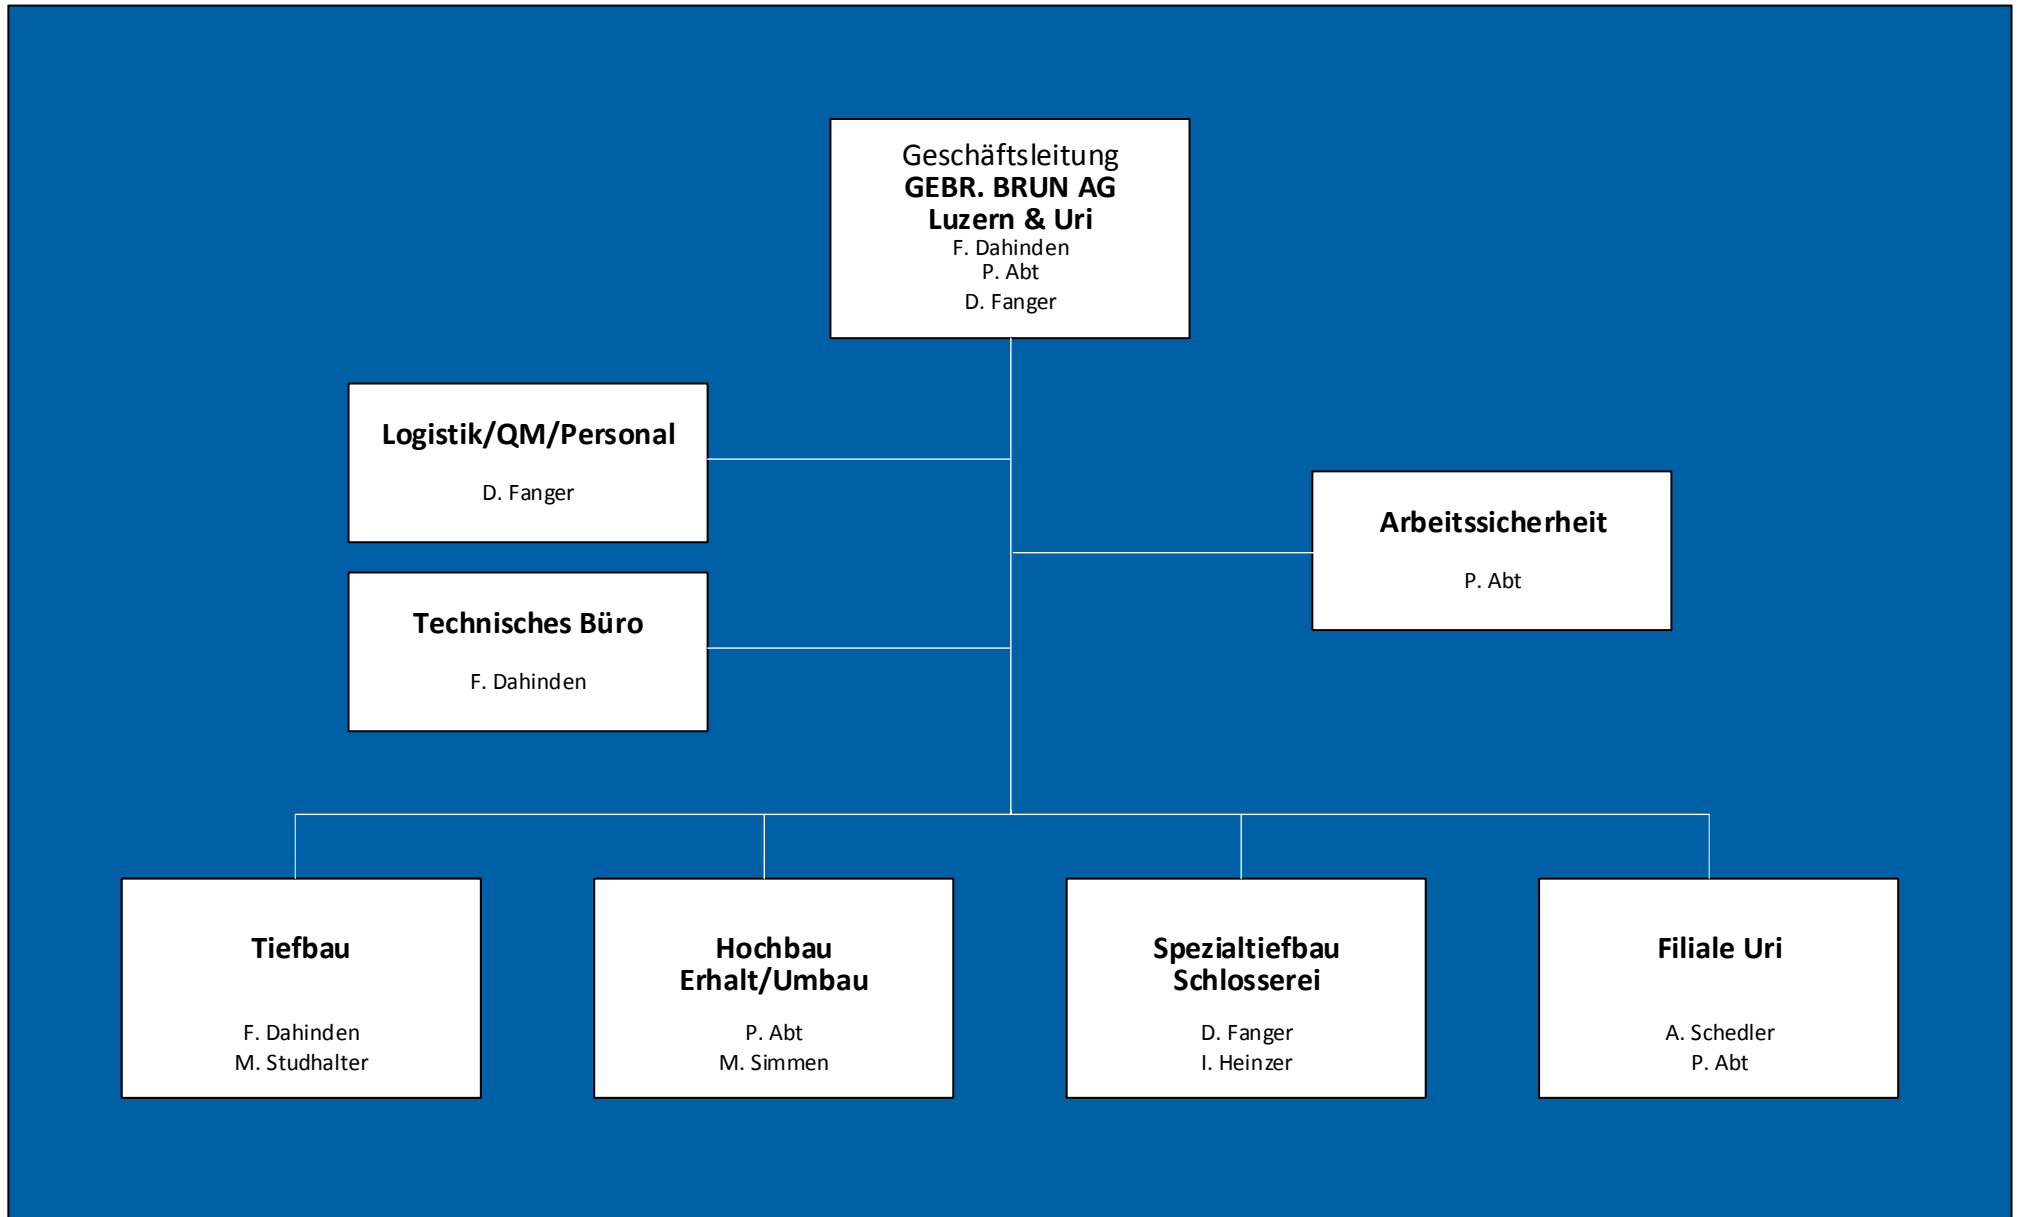 Geschäftsleitung
GEBR. BRUN AG
Luzern & Uri
F. Dahinden
P. Abt
D. Fanger
Logistik/QM/Personal
D. Fanger
Arbeitssicherheit
P. Abt
Technisches Büro
F. Dahinden
Tiefbau
F. Dahinden
M. Studhalter
Hochbau
Erhalt/Umbau
P. Abt
M. Simmen
Spezialtiefbau
Schlosserei
D. Fanger
I. Heinzer
Filiale Uri
A. Schedler
P. Abt